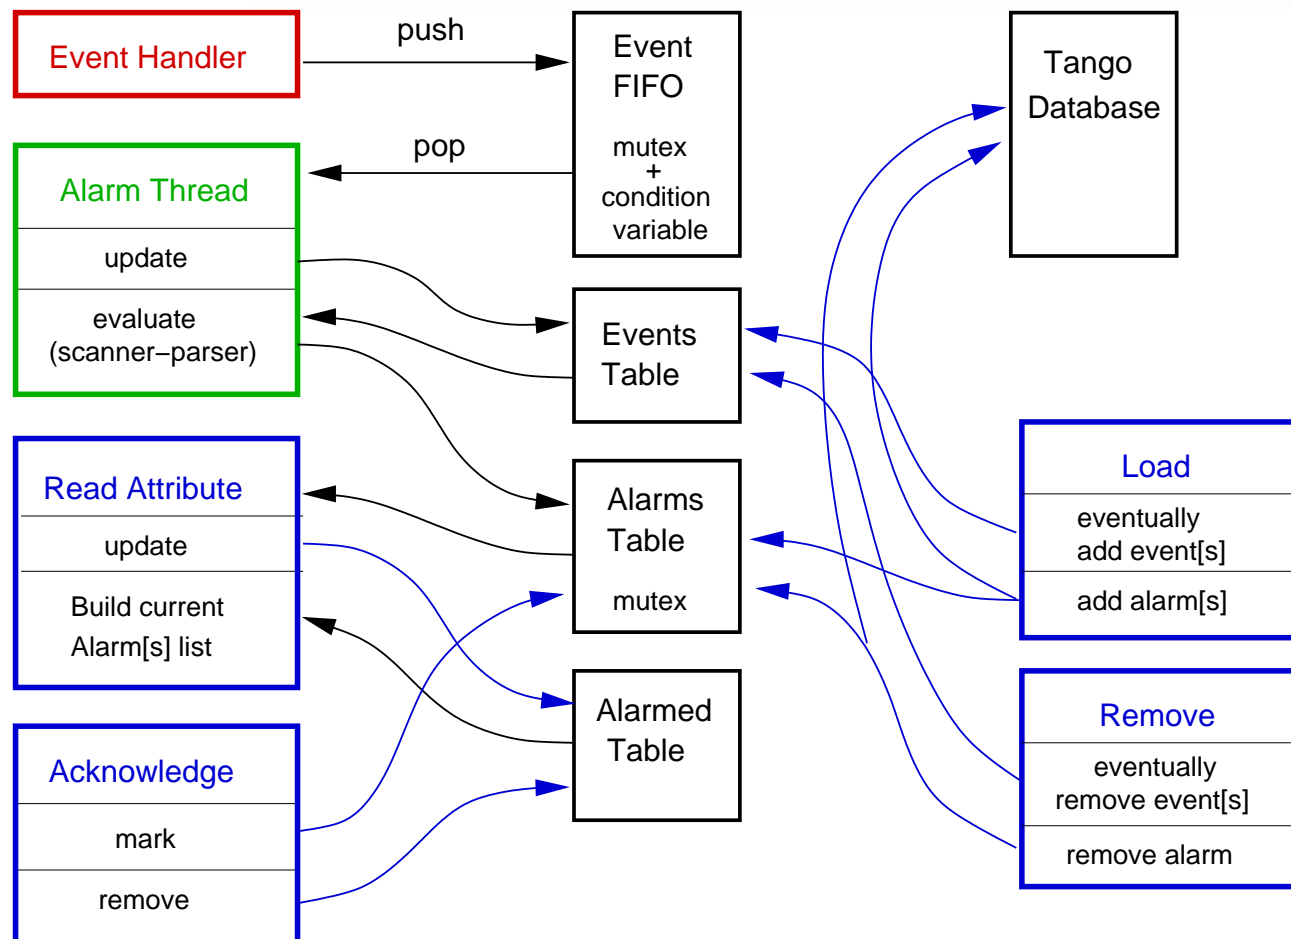 Event Handler
push
Event
FIFO
mutex
+
condition
variable
Tango
Database
pop
Alarm Thread
update
evaluate
(scanner−parser)
Events
Table
Read Attribute
update
Build current
Alarm[s] list
Alarms
Table
mutex
Load
eventually
add event[s]
add alarm[s]
Alarmed
Table
Remove
eventually
remove event[s]
remove alarm
Acknowledge
mark
remove